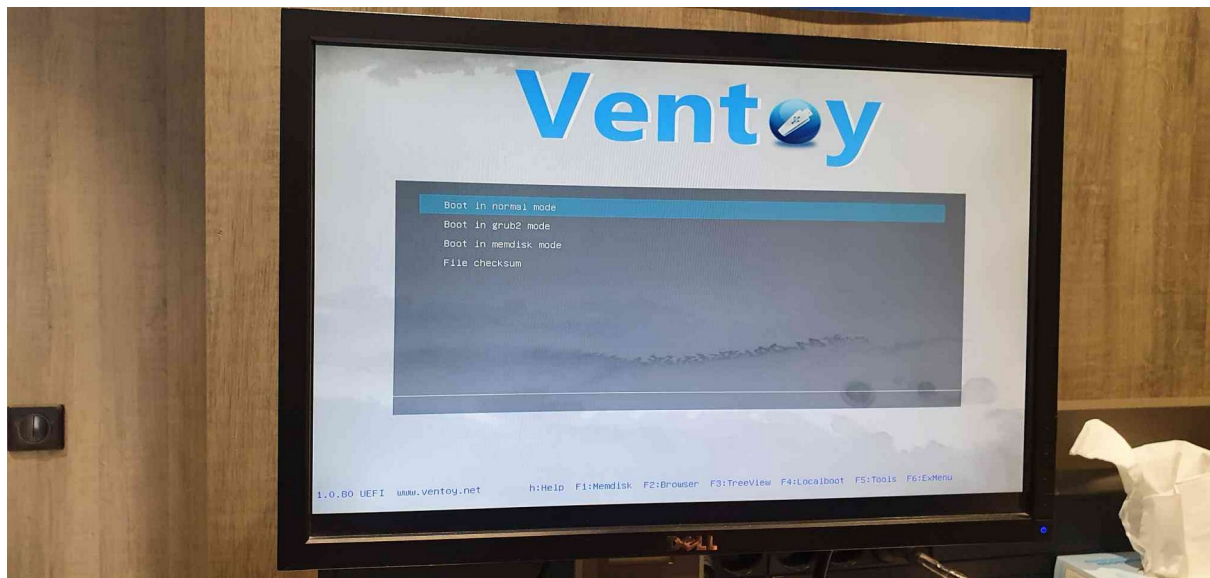 Ventoy
Boot in normal mode
Boot in grub2 mode
Boot in memdisk mode
File checksum
1.0.80 UEFI www.ventoy.net h:Help F1:Memdisk F2:Browser F3:TreeView F4:Localboot F5:Tools F6:ExMenu
DELL